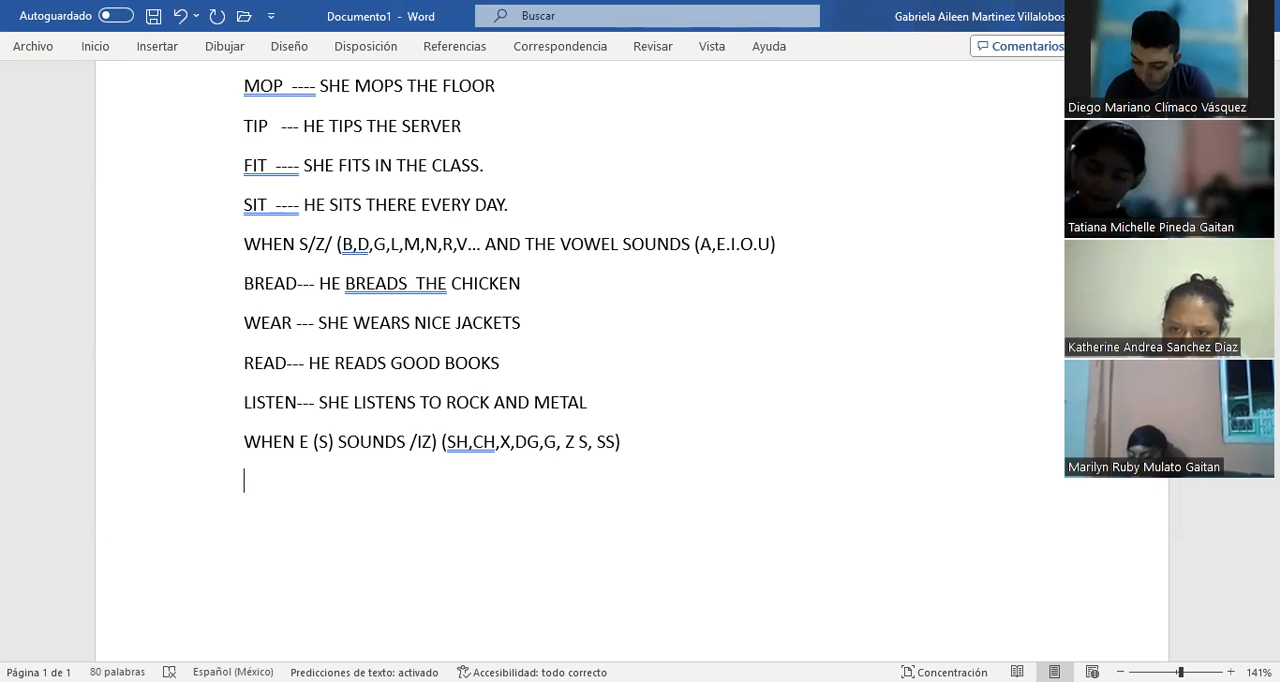 Autoguardado
Documento1 - Word
Buscar
Gabriela Aileen Martinez Villalobos
Archivo Inicio Insertar Dibujar Diseño Disposición Referencias Correspondencia Revisar Vista Ayuda Comentarios
MOP ---- SHE MOPS THE FLOOR
TIP --- HE TIPS THE SERVER
FIT ---- SHE FITS IN THE CLASS.
SIT ---- HE SITS THERE EVERY DAY.
WHEN S/Z/ (B,D,G,L,M,N,R,V... AND THE VOWEL SOUNDS (A,E.I.O.U)
BREAD--- HE BREADS THE CHICKEN
WEAR --- SHE WEARS NICE JACKETS
READ--- HE READS GOOD BOOKS
LISTEN--- SHE LISTENS TO ROCK AND METAL
WHEN E (S) SOUNDS /IZ) (SH,CH,X,DG,G, Z S, SS)
Diego Mariano Clímaco Vásquez
Tatiana Michelle Pineda Gaitan
Katherine Andrea Sanchez Diaz
Marilyn Ruby Mulato Gaitan
Página 1 de 1 80 palabras Español (México) Predicciones de texto: activado Accesibilidad: todo correcto Concentración 141%